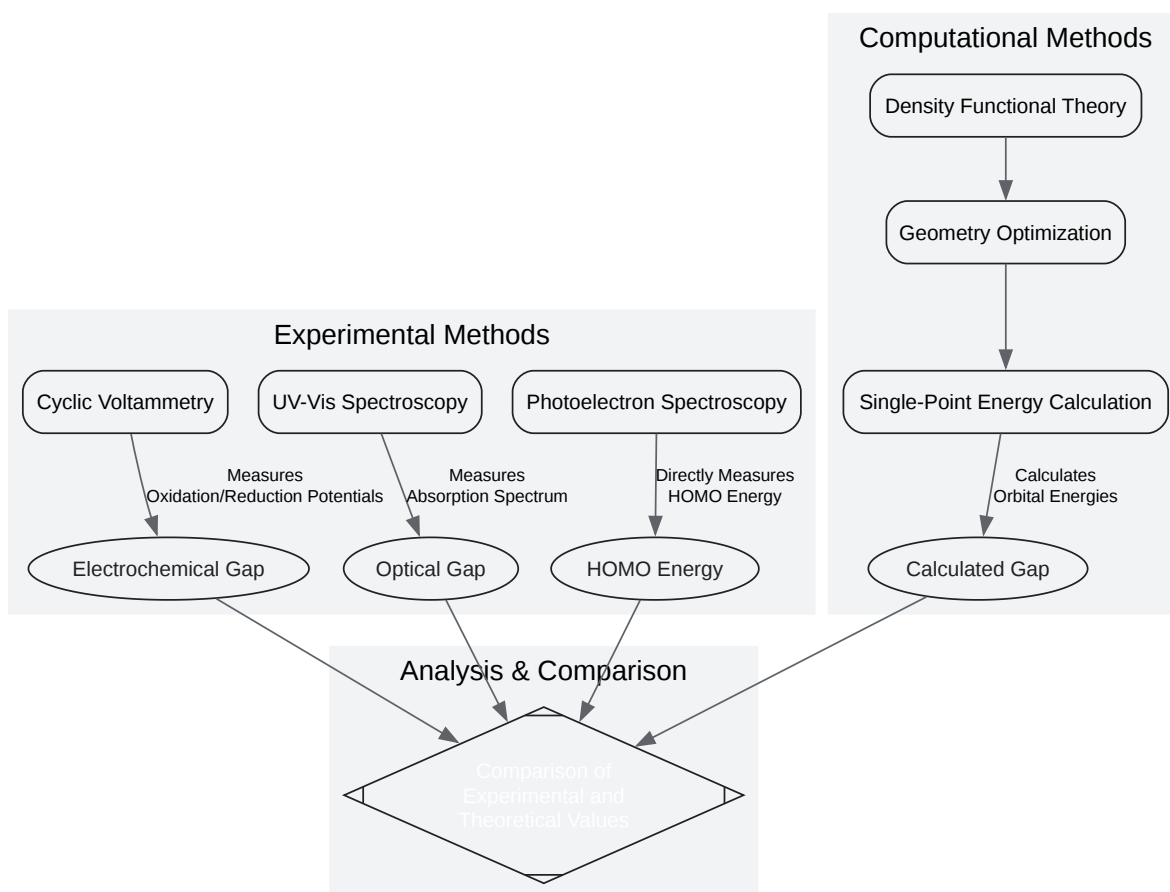 Computational Methods
Density Functional Theory
Geometry Optimization
Experimental Methods
Cyclic Voltammetry
UV-Vis Spectroscopy
Photoelectron Spectroscopy
Single-Point Energy Calculation
Measures
Oxidation/Reduction Potentials
Measures
Absorption Spectrum
Directly Measures
HOMO Energy
Calculates
Orbital Energies
Electrochemical Gap
Optical Gap
HOMO Energy
Calculated Gap
Analysis & Comparison
Comparison of
Experimental and
Theoretical Values